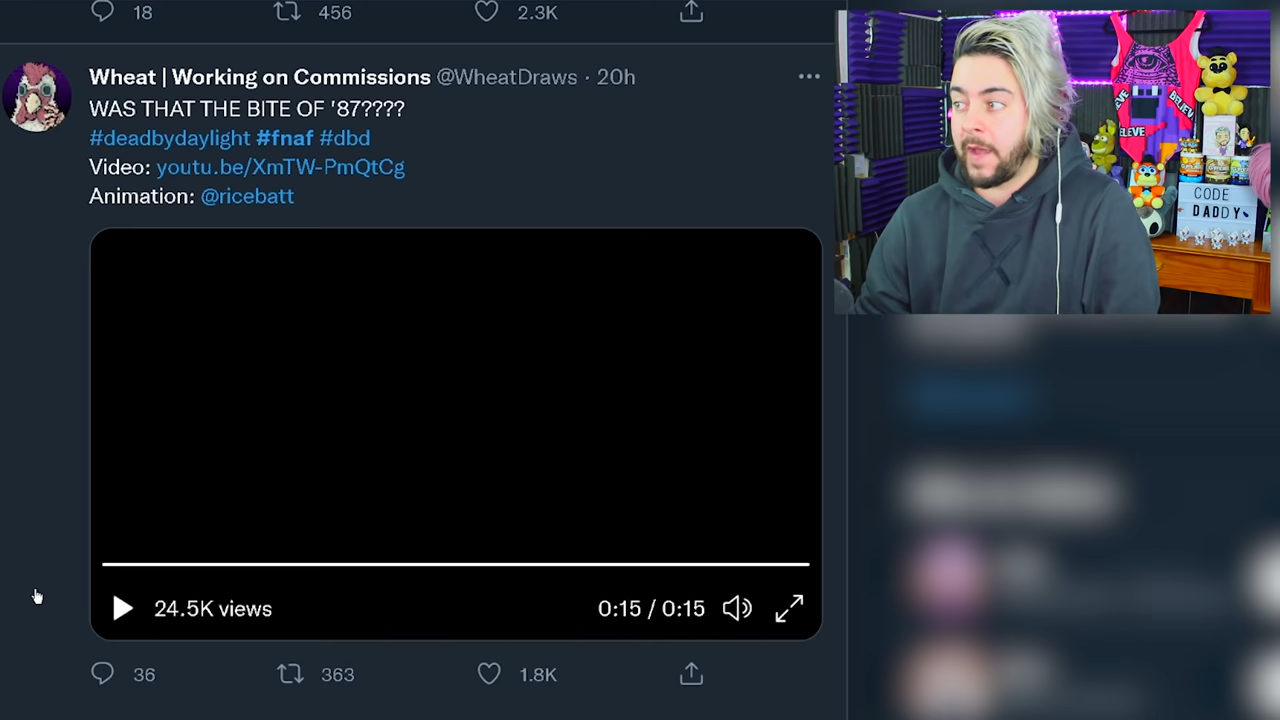 18 456 2.3K
Wheat | Working on Commissions @WheatDraws · 20h
WAS THAT THE BITE OF '87????
#deadbydaylight #fnaf #dbd
Video: youtu.be/XmTW-PmQtCg
Animation: @ricebatt
24.5K views 0:15 / 0:15
36 363 1.8K
BELIEVE
ELEVE
CODE
DADDY